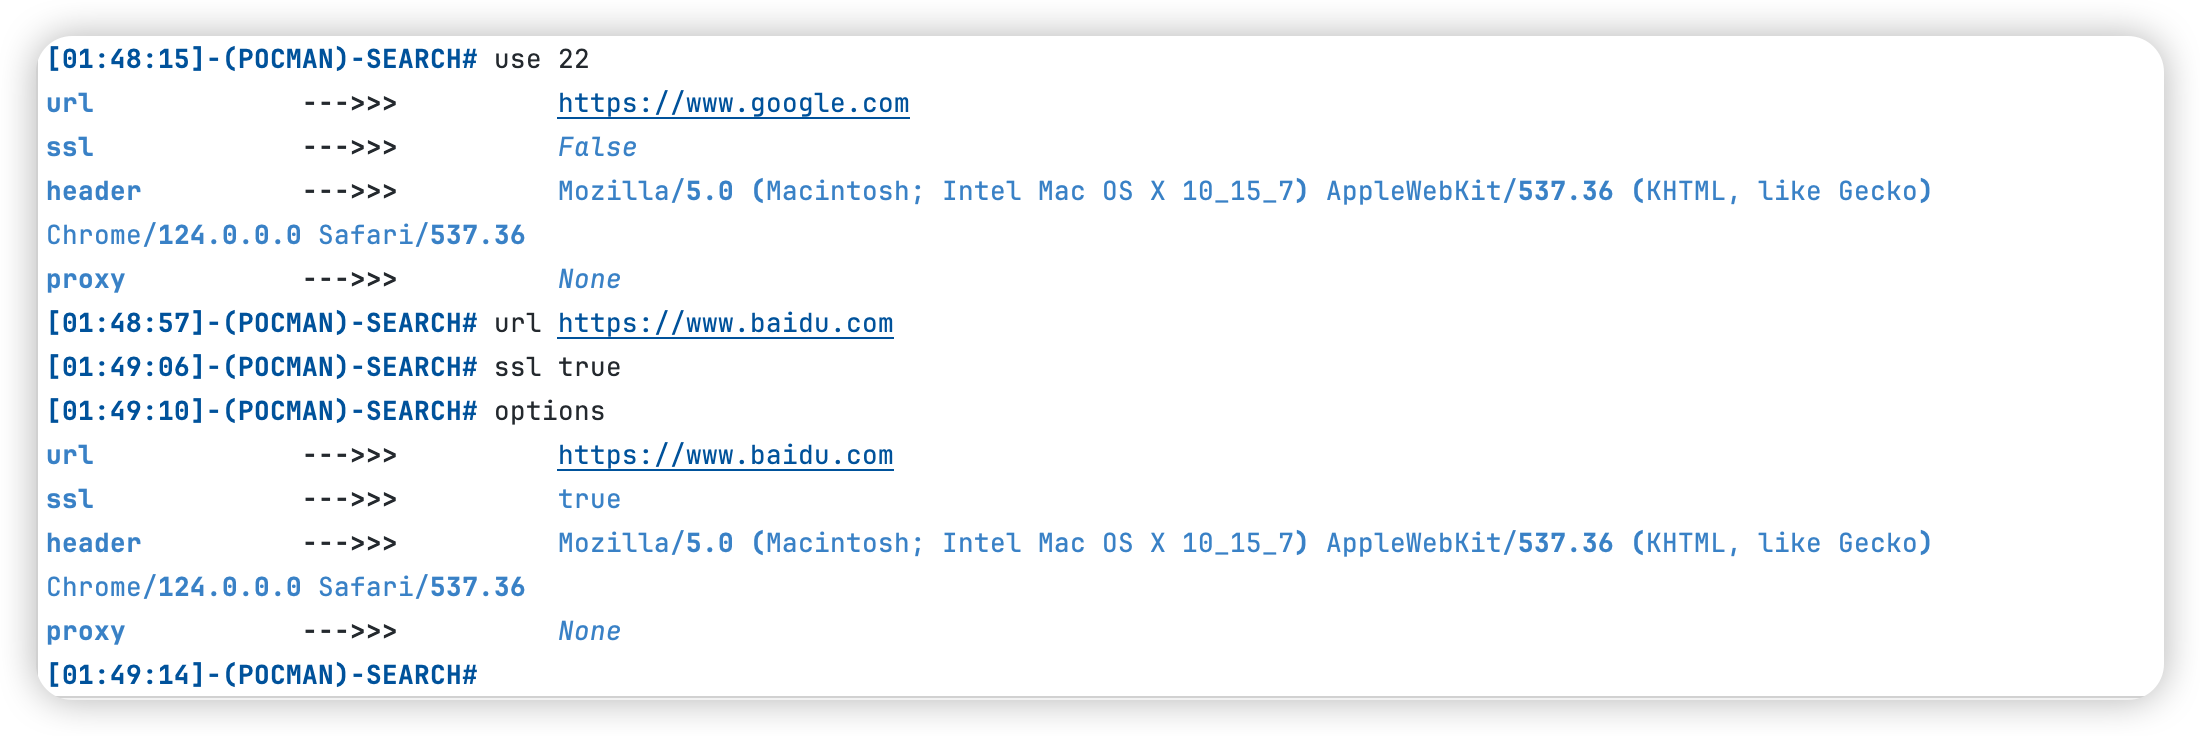 [01:48:15]-(POCMAN)-SEARCH# use 22
url --->>> https://www.google.com
ssl --->>> False
header --->>> Mozilla/5.0 (Macintosh; Intel Mac OS X 10_15_7) AppleWebKit/537.36 (KHTML, like Gecko)
Chrome/124.0.0.0 Safari/537.36
proxy --->>> None
[01:48:57]-(POCMAN)-SEARCH# url https://www.baidu.com
[01:49:06]-(POCMAN)-SEARCH# ssl true
[01:49:10]-(POCMAN)-SEARCH# options
url --->>> https://www.baidu.com
ssl --->>> true
header --->>> Mozilla/5.0 (Macintosh; Intel Mac OS X 10_15_7) AppleWebKit/537.36 (KHTML, like Gecko)
Chrome/124.0.0.0 Safari/537.36
proxy --->>> None
[01:49:14]-(POCMAN)-SEARCH#